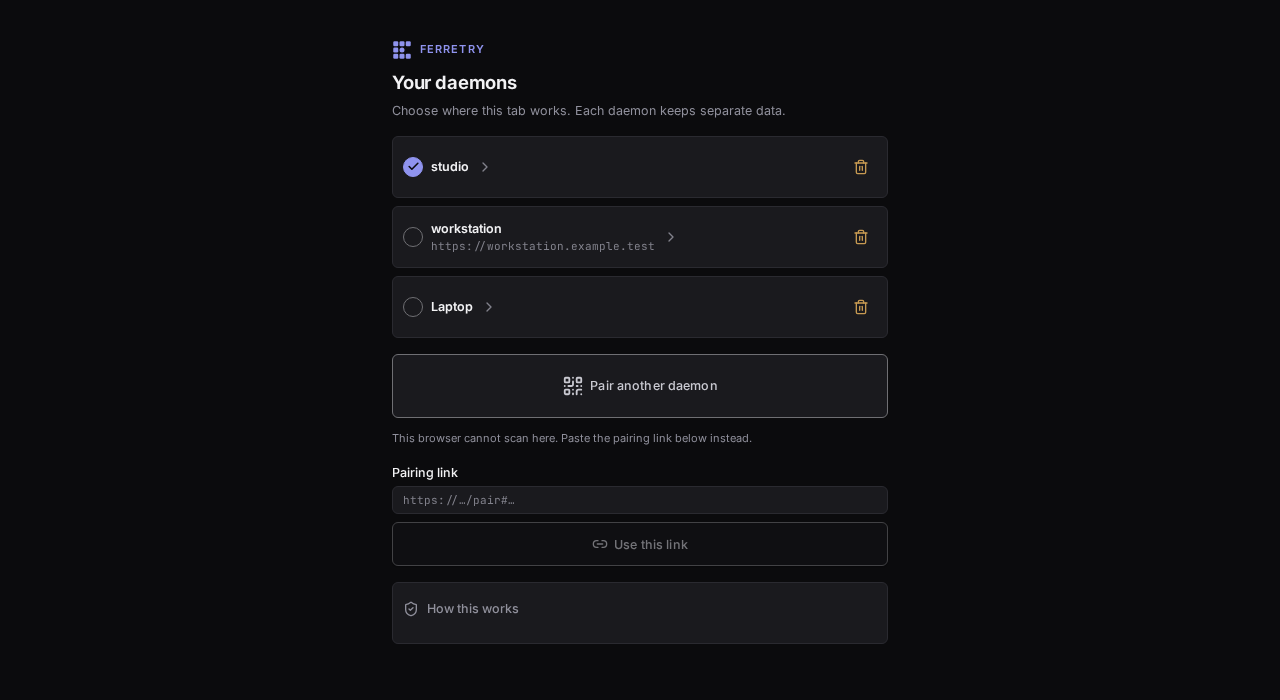 FERRETRY
Your daemons
Choose where this tab works. Each daemon keeps separate data.
studio
workstation
https://workstation.example.test
Laptop
Pair another daemon
This browser cannot scan here. Paste the pairing link below instead.
Pairing link
https://…/pair#…
Use this link
How this works